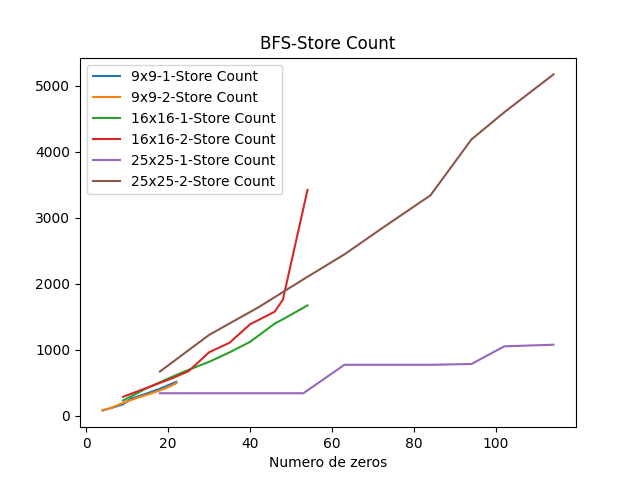 BFS-Store Count
9x9-1-Store Count
9x9-2-Store Count
16x16-1-Store Count
16x16-2-Store Count
25x25-1-Store Count
25x25-2-Store Count
5000
4000
3000
2000
1000
0
0 20 40 60 80 100
Numero de zeros